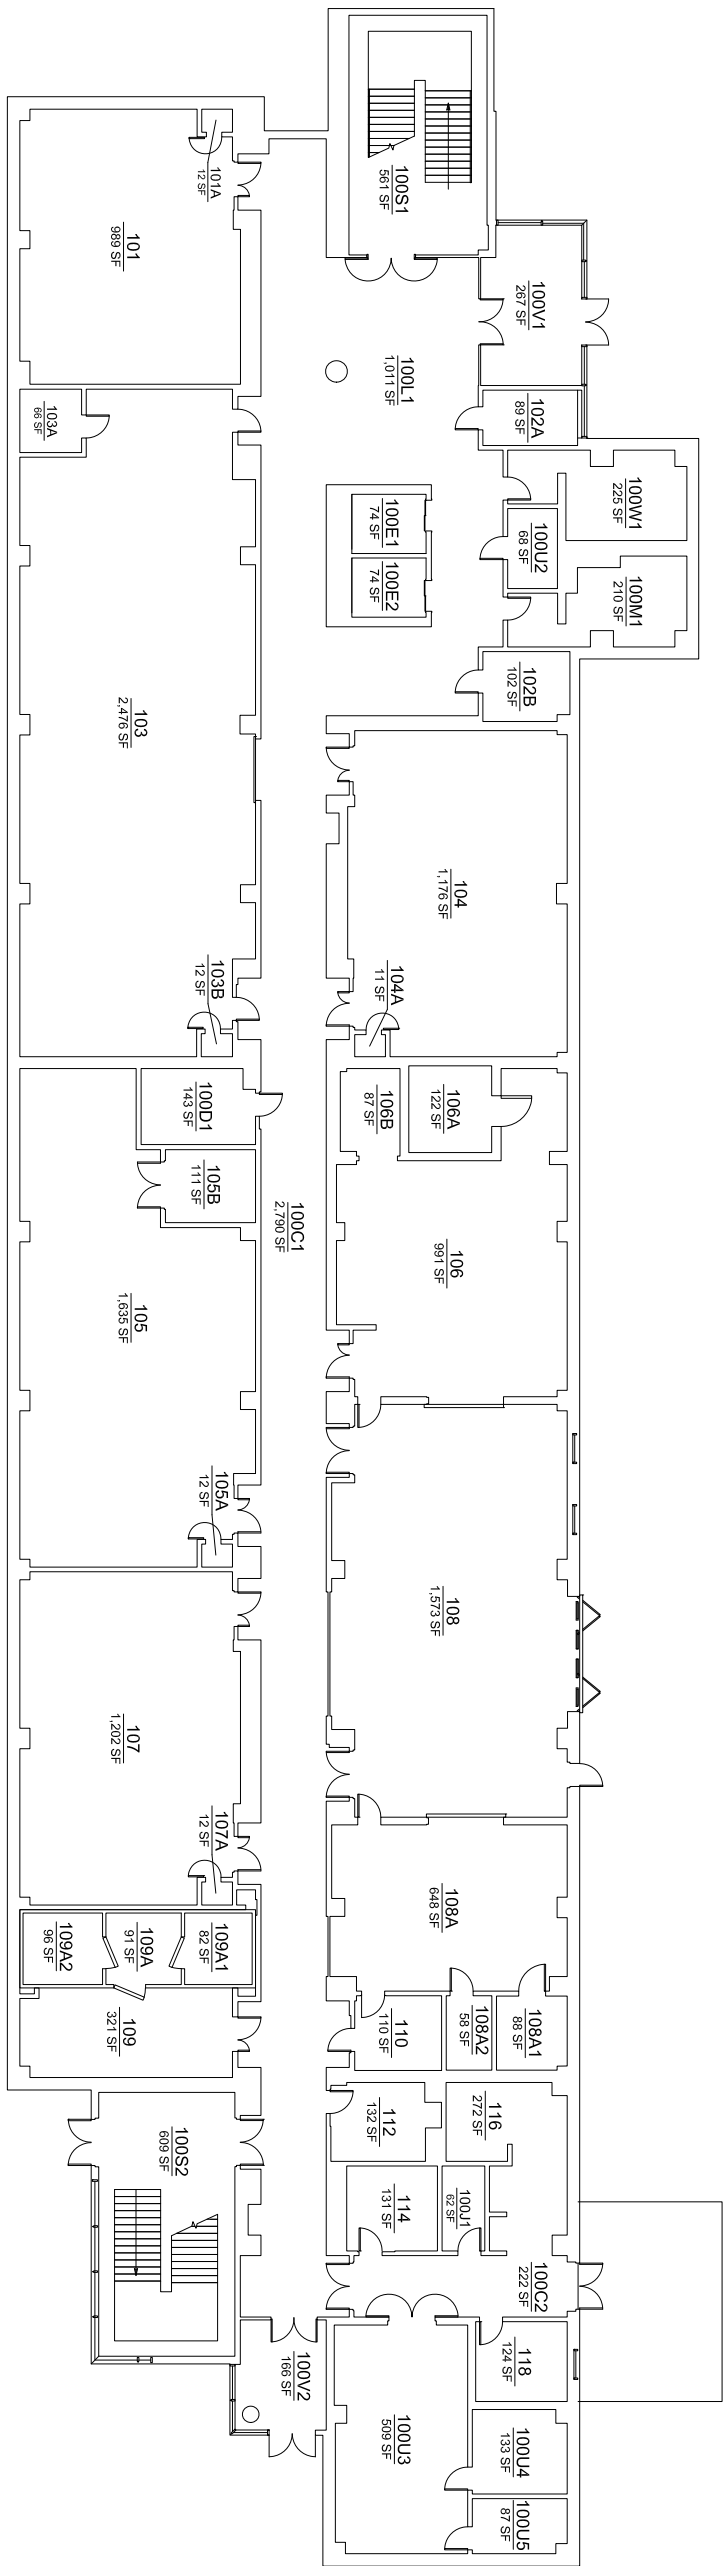 100S1
561 SF
101A
12 SF
101
989 SF
100V1
267 SF
100L1
1,011 SF
102A
89 SF
103A
66 SF
100W1
225 SF
100E1
74 SF
100U2
68 SF
100E2
74 SF
100M1
210 SF
102B
102 SF
103
2,476 SF
104
1,176 SF
103B
12 SF
104A
11 SF
100D1
143 SF
106B
87 SF
106A
122 SF
105B
111 SF
100C1
2,790 SF
106
991 SF
105
1,635 SF
105A
12 SF
108
1,573 SF
107
1,202 SF
107A
12 SF
108A
648 SF
109A2
96 SF
109A
91 SF
109A1
82 SF
109
321 SF
110
110 SF
108A2
58 SF
108A1
88 SF
112
132 SF
116
272 SF
100S2
609 SF
114
131 SF
100J1
62 SF
100C2
222 SF
100V2
166 SF
118
124 SF
100U3
509 SF
100U4
133 SF
100U5
87 SF